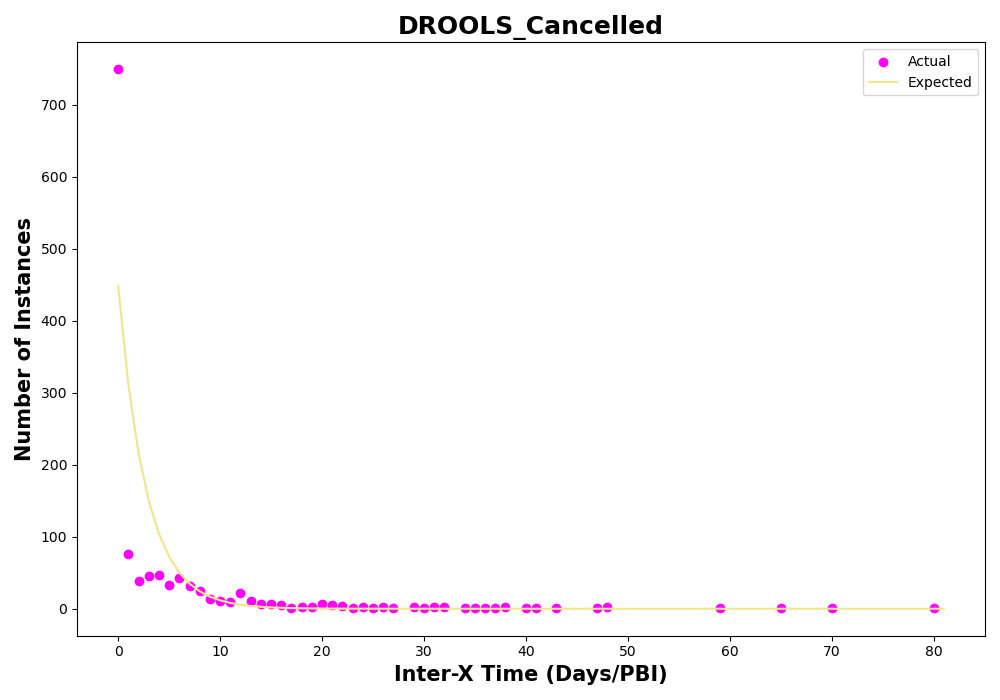 DROOLS_Cancelled
Actual
Expected
Number of Instances
700
600
500
400
300
200
100
0
0 10 20 30 40 50 60 70 80
Inter-X Time (Days/PBI)